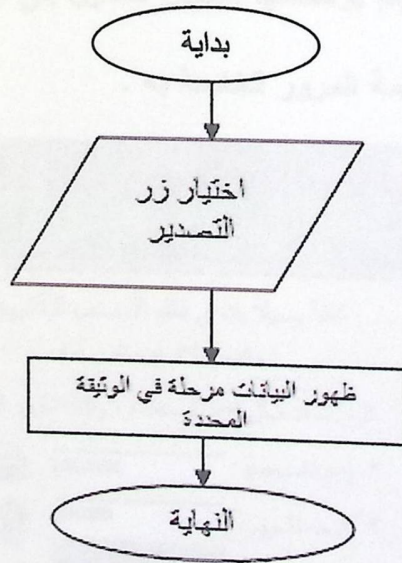 بداية
اختيار زر
التصدير
ظهور البيانات مرحلة في الوثيقة
المحددة
النهاية